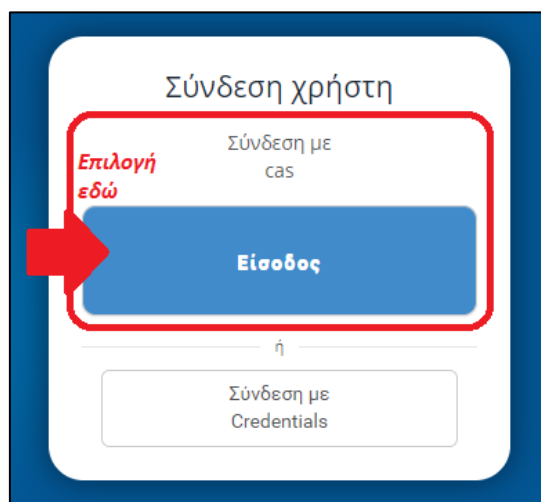 Σύνδεση χρήστη
Σύνδεση με
cas
Επιλογή
εδώ
Είσοδος
ή
Σύνδεση με
Credentials